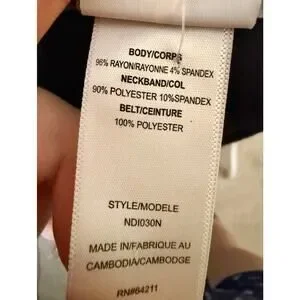 BODY/CORPS
96% RAYON/RAYONNE 4% SPANDEX
NECKBAND/COL
90% POLYESTER 10%SPANDEX
BELT/CEINTURE
100% POLYESTER
STYLE/MODELE
NDI030N
MADE IN/FABRIQUE AU
CAMBODIA/CAMBODGE
RN#64211